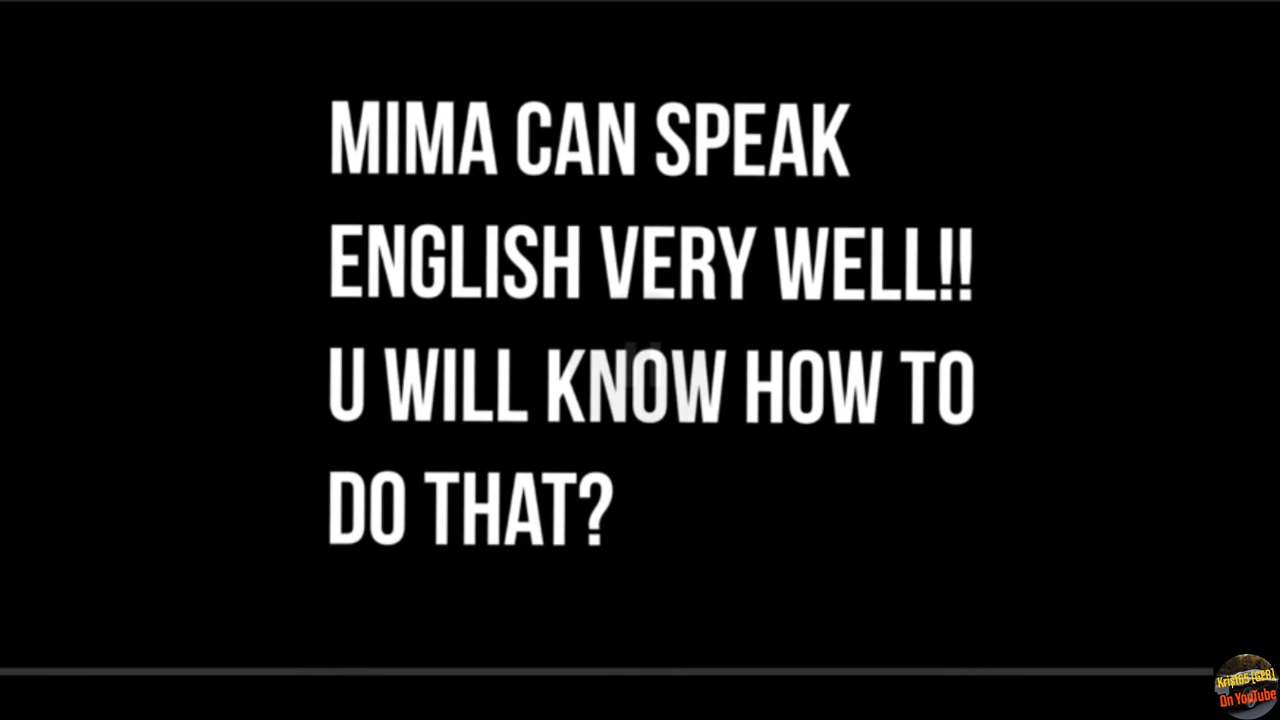 MIMA CAN SPEAK
ENGLISH VERY WELL!!
U WILL KNOW HOW TO
DO THAT?
On YouTube